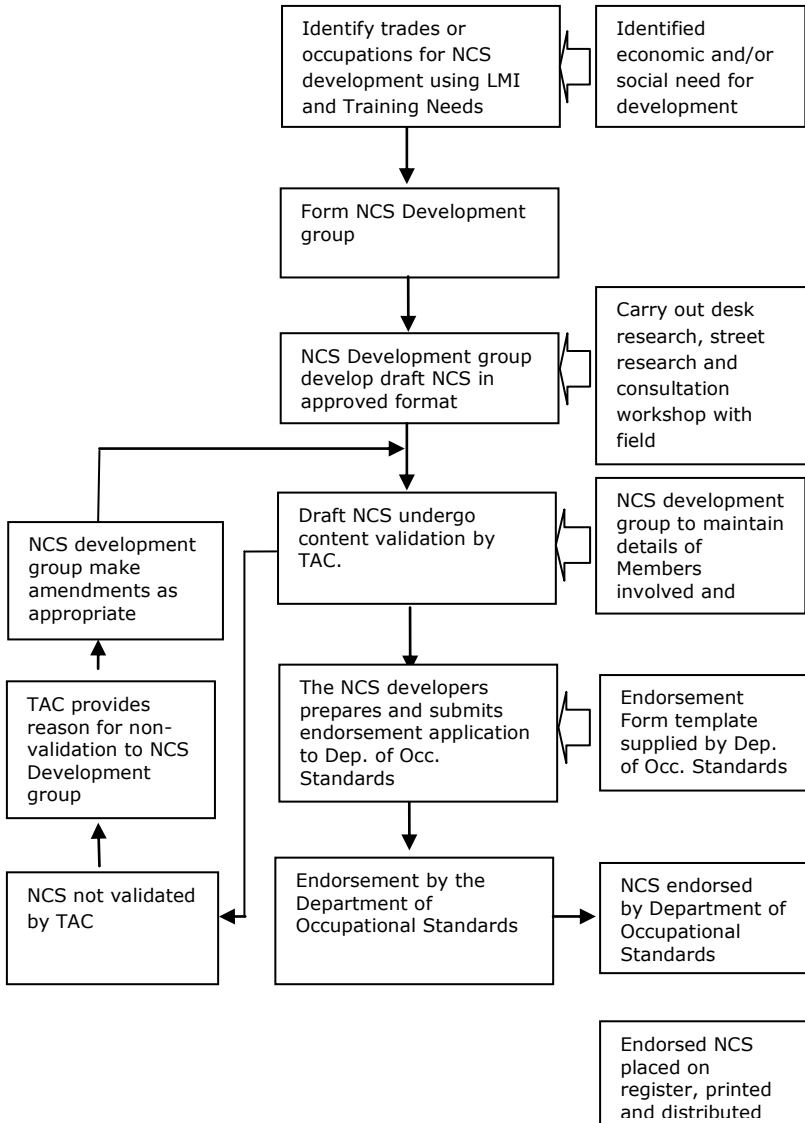 Identify trades or
occupations for NCS
development using LMI
and Training Needs
Identified
economic and/or
social need for
development
Form NCS Development
group
NCS Development group
develop draft NCS in
approved format
Carry out desk
research, street
research and
consultation
workshop with
field
Draft NCS undergo
content validation by
TAC.
NCS development
group to maintain
details of
Members
involved and
NCS development
group make
amendments as
appropriate
TAC provides
reason for non-
validation to NCS
Development
group
The NCS developers
prepares and submits
endorsement application
to Dep. of Occ.
Standards
Endorsement
Form template
supplied by Dep.
of Occ. Standards
NCS not validated
by TAC
Endorsement by the
Department of
Occupational Standards
NCS endorsed
by Department of
Occupational
Standards
Endorsed NCS
placed on
register, printed
and distributed